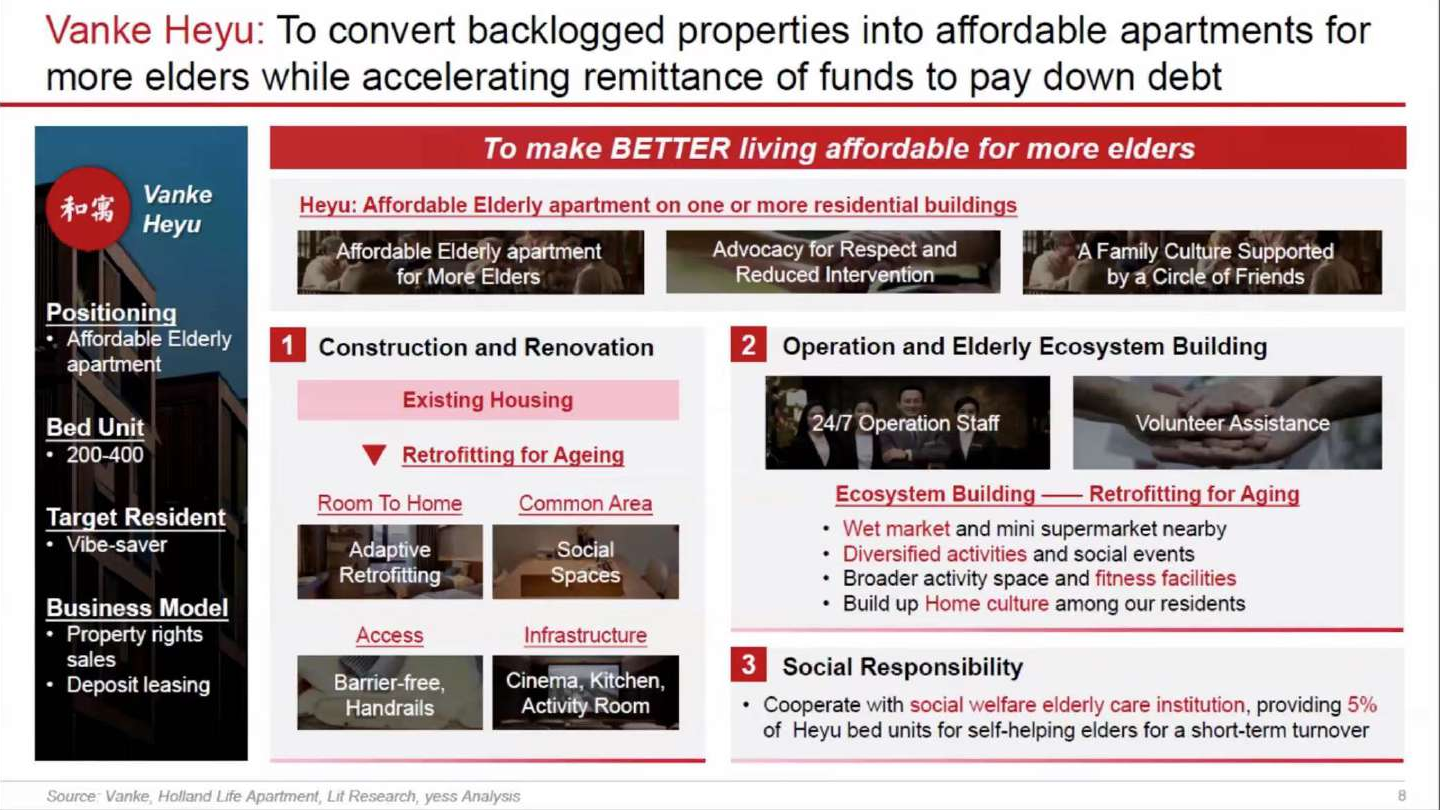 Vanke Heyu: To convert backlogged properties into affordable apartments for
more elders while accelerating remittance of funds to pay down debt
和寓
Vanke
Heyu
Positioning
• Affordable Elderly
apartment
Bed Unit
• 200-400
Target Resident
• Vibe-saver
Business Model
• Property rights
sales
• Deposit leasing
To make BETTER living affordable for more elders
Heyu: Affordable Elderly apartment on one or more residential buildings
Affordable Elderly apartment
for More Elders
Advocacy for Respect and
Reduced Intervention
A Family Culture Supported
by a Circle of Friends
1 Construction and Renovation
Existing Housing
Retrofitting for Ageing
Room To Home
Adaptive
Retrofitting
Common Area
Social
Spaces
Access
Barrier-free,
Handrails
Infrastructure
Cinema, Kitchen,
Activity Room
2 Operation and Elderly Ecosystem Building
24/7 Operation Staff
Volunteer Assistance
Ecosystem Building —— Retrofitting for Aging
• Wet market and mini supermarket nearby
• Diversified activities and social events
• Broader activity space and fitness facilities
• Build up Home culture among our residents
3 Social Responsibility
• Cooperate with social welfare elderly care institution, providing 5%
of Heyu bed units for self-helping elders for a short-term turnover
Source: Vanke, Holland Life Apartment, Lit Research, yess Analysis
8